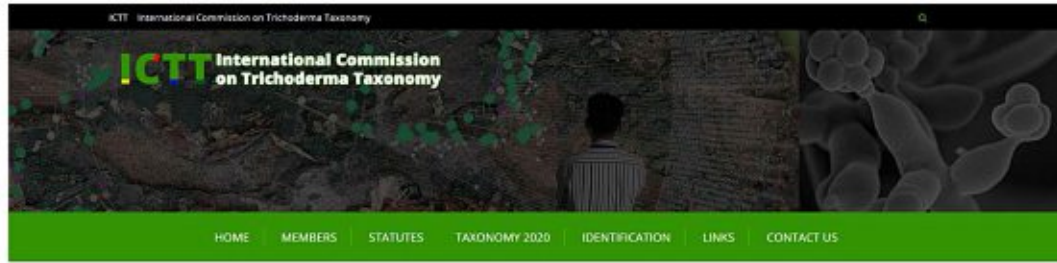 ICTT International Commission on Trichoderma Taxonomy
ICTT International Commission
on Trichoderma Taxonomy
HOME MEMBERS STATUTES TAXONOMY 2020 IDENTIFICATION LINKS CONTACT US